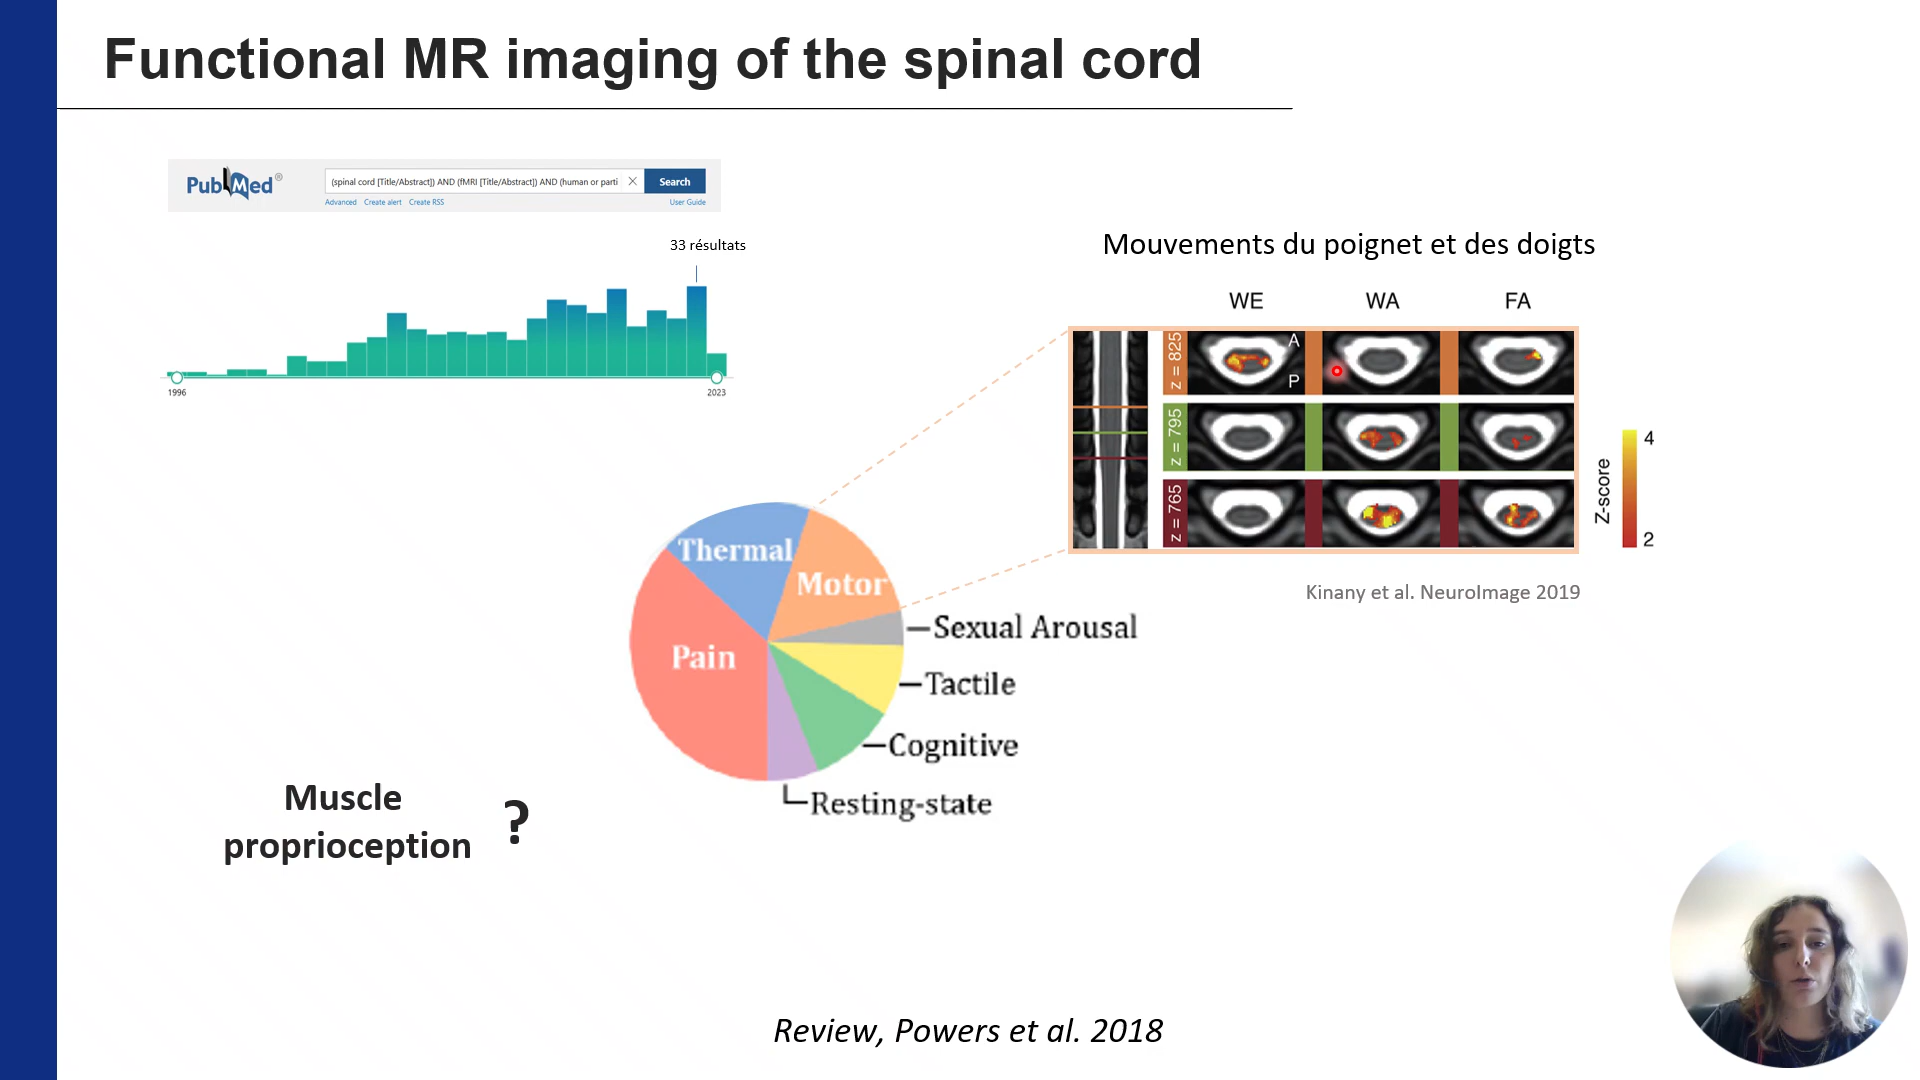 Functional MR imaging of the spinal cord
PubMed®
(spinal cord [Title/Abstract]) AND (fMRI [Title/Abstract]) AND (human or parti
Search
Advanced Create alert Create RSS
User Guide
33 résultats
1996
2023
Mouvements du poignet et des doigts
WE WA FA
z = 825
A
P
z = 795
z = 765
Z-score
4
2
Kinany et al. NeuroImage 2019
Thermal
Motor
Pain
Sexual Arousal
Tactile
Cognitive
Resting-state
Muscle
proprioception ?
Review, Powers et al. 2018